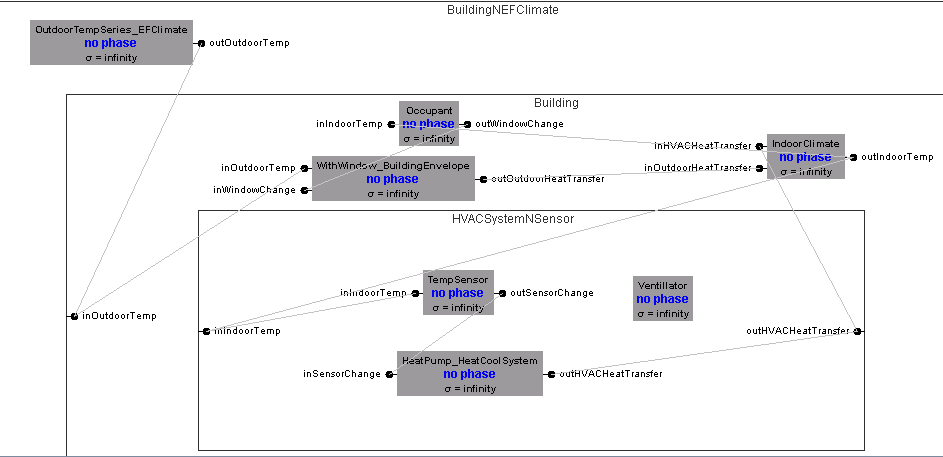 BuildingNEFClimate
OutdoorTempSeries_EFClimate
no phase
σ = infinity
outOutdoorTemp
Building
Occupant
no phase
σ = infinity
inIndoorTemp
outWindowChange
WithWindow_BuildingEnvelope
no phase
σ = infinity
inOutdoorTemp
inWindowChange
outOutdoorHeatTransfer
IndoorClimate
no phase
σ = infinity
inHVACHeatTransfer
inOutdoorHeatTransfer
outIndoorTemp
HVACSystemNSensor
TempSensor
no phase
σ = infinity
inIndoorTemp
outSensorChange
Ventillator
no phase
σ = infinity
inOutdoorTemp
inIndoorTemp
outHVACHeatTransfer
HeatPump_HeatCoolSystem
no phase
σ = infinity
inSensorChange
outHVACHeatTransfer